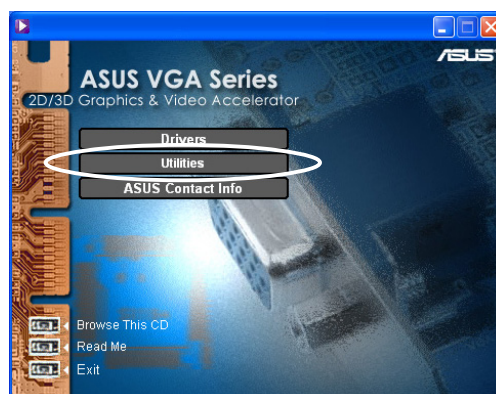 ASUS
ASUS VGA Series
2D/3D Graphics & Video Accelerator
Drivers
Utilities
ASUS Contact Info
Browse This CD
Read Me
Exit